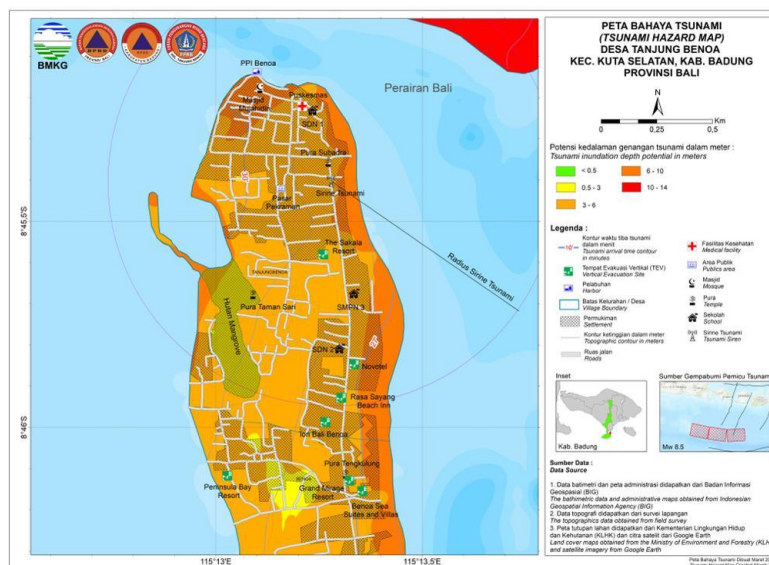 BMKG
PPI Benoa
Masjid
Mujahidin
Puskesmas
SDN 1
Perairan Bali
Pura Subadra
Sirine Tsunami
Pasar
Pekraman
Radius Sirine Tsunami
The Sakala
Resort
TANJUNGBENOA
Hutan Mangrove
Pura Taman Sari
SMPN 3
SDN 2
Novotel
Rasa Sayang
Beach Inn
Ion Bali Benoa
Pura Tengkulung
Peninsula Bay
Resort
BENOA
Grand Mirage
Resort
Benoa Sea
Suites and Villas
8°45,5'S
8°46'S
115°13'E
115°13,5'E
PETA BAHAYA TSUNAMI
(TSUNAMI HAZARD MAP)
DESA TANJUNG BENOA
KEC. KUTA SELATAN, KAB. BADUNG
PROVINSI BALI
N
0 0,25 0,5
Km
Potensi kedalaman genangan tsunami dalam meter :
Tsunami inundation depth potential in meters
< 0.5
0.5 - 3
3 - 6
6 - 10
10 - 14
Legenda :
10'
Kontur waktu tiba tsunami
dalam menit
Tsunami arrival time contour
in minutes
Tempat Evakuasi Vertikal (TEV)
Vertical Evacuation Site
Pelabuhan
Harbor
Batas Kelurahan / Desa
Village Boundary
Permukiman
Settlement
Kontur ketinggian dalam meter
Topographic contour in meters
Ruas jalan
Roads
Fasilitas Kesehatan
Medical facility
Area Publik
Publics area
Masjid
Mosque
Pura
Temple
Sekolah
School
Sirine Tsunami
Tsunami Siren
Inset
Kab. Badung
Sumber Gempabumi Pemicu Tsunami
Mw 8.5
Sumber Data :
Data Source
1. Data batimetri dan peta administrasi didapatkan dari Badan Informasi
Geospasial (BIG)
The bathimetric data and administrative maps obtained from Indonesian
Geospatial Information Agency (BIG)
2. Data topografi didapatkan dari survei lapangan
The topographics data obtained from field survey
3. Peta tutupan lahan didapatkan dari Kementerian Lingkungan Hidup
dan Kehutanan (KLHK) dan citra satelit dari Google Earth
Land cover maps obtained from the Ministry of Environment and Forestry (KLH
and satellite imagery from Google Earth
Peta Bahaya Tsunami Dibuat Maret 20